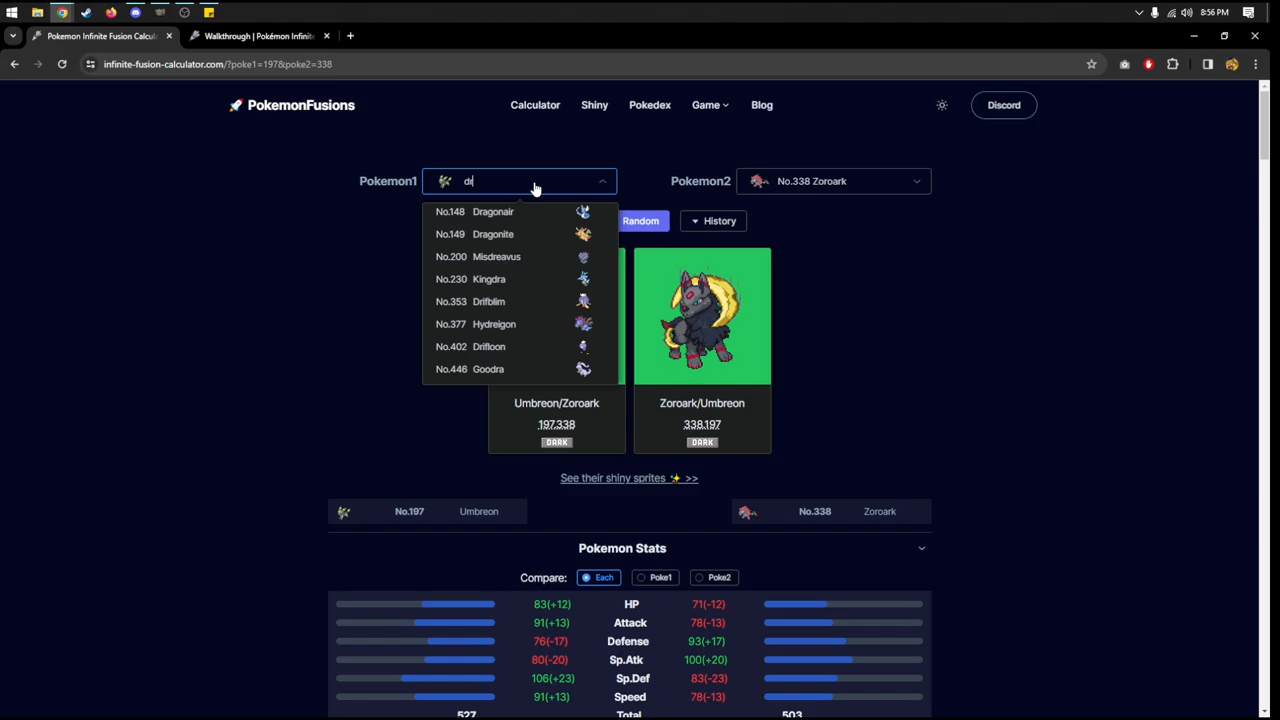 8:56 PM
Pokemon Infinite Fusion Calcula
Walkthrough | Pokémon Infinite
infinite-fusion-calculator.com/?poke1=197&poke2=338
PokemonFusions
Calculator
Shiny
Pokedex
Game
Blog
Discord
Pokemon1
dr
Pokemon2
No.338 Zoroark
No.148 Dragonair
No.149 Dragonite
No.200 Misdreavus
No.230 Kingdra
No.353 Drifblim
No.377 Hydreigon
No.402 Drifloon
No.446 Goodra
Random
History
Umbreon/Zoroark
197.338
DARK
Zoroark/Umbreon
338.197
DARK
See their shiny sprites ✨ >>
No.197 Umbreon
No.338 Zoroark
Pokemon Stats
Compare: Each Poke1 Poke2
83(+12) HP 71(-12)
91(+13) Attack 78(-13)
76(-17) Defense 93(+17)
80(-20) Sp.Atk 100(+20)
106(+23) Sp.Def 83(-23)
91(+13) Speed 78(-13)
527 Total 503